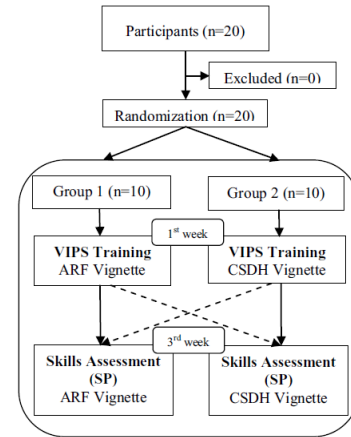 Participants (n=20)
Excluded (n=0)
Randomization (n=20)
Group 1 (n=10)
Group 2 (n=10)
1st week
VIPS Training
ARF Vignette
VIPS Training
CSDH Vignette
3rd week
Skills Assessment
(SP)
ARF Vignette
Skills Assessment
(SP)
CSDH Vignette